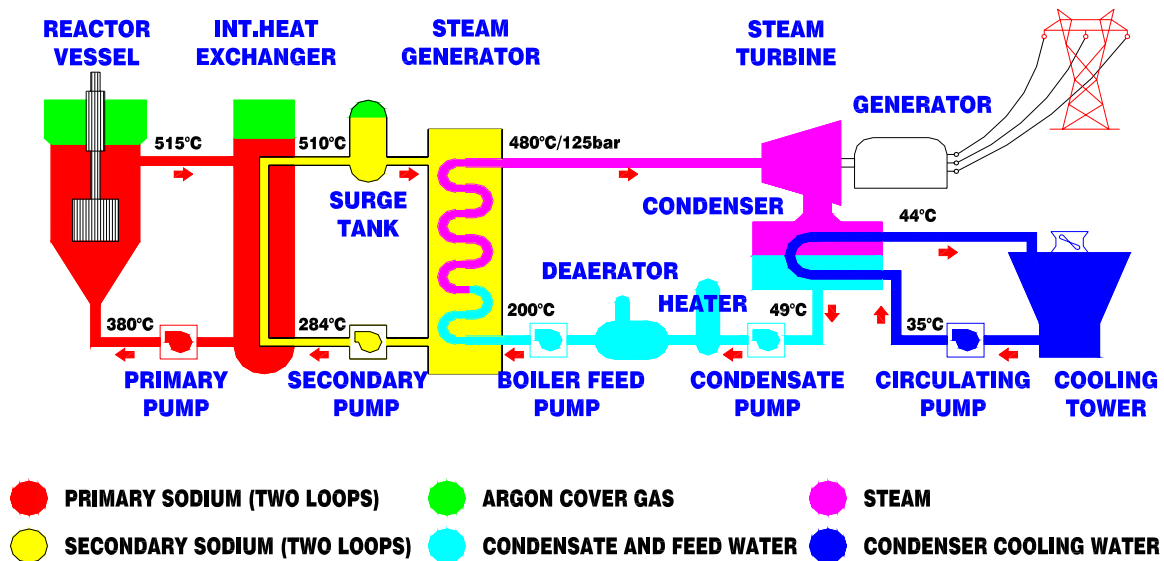 REACTOR
VESSEL
INT.HEAT
EXCHANGER
STEAM
GENERATOR
STEAM
TURBINE
GENERATOR
515°C
510°C
480°C/125bar
SURGE
TANK
CONDENSER
44°C
DEAERATOR
HEATER
380°C
284°C
200°C
49°C
35°C
PRIMARY
PUMP
SECONDARY
PUMP
BOILER FEED
PUMP
CONDENSATE
PUMP
CIRCULATING
PUMP
COOLING
TOWER
PRIMARY SODIUM (TWO LOOPS)
ARGON COVER GAS
STEAM
SECONDARY SODIUM (TWO LOOPS)
CONDENSATE AND FEED WATER
CONDENSER COOLING WATER